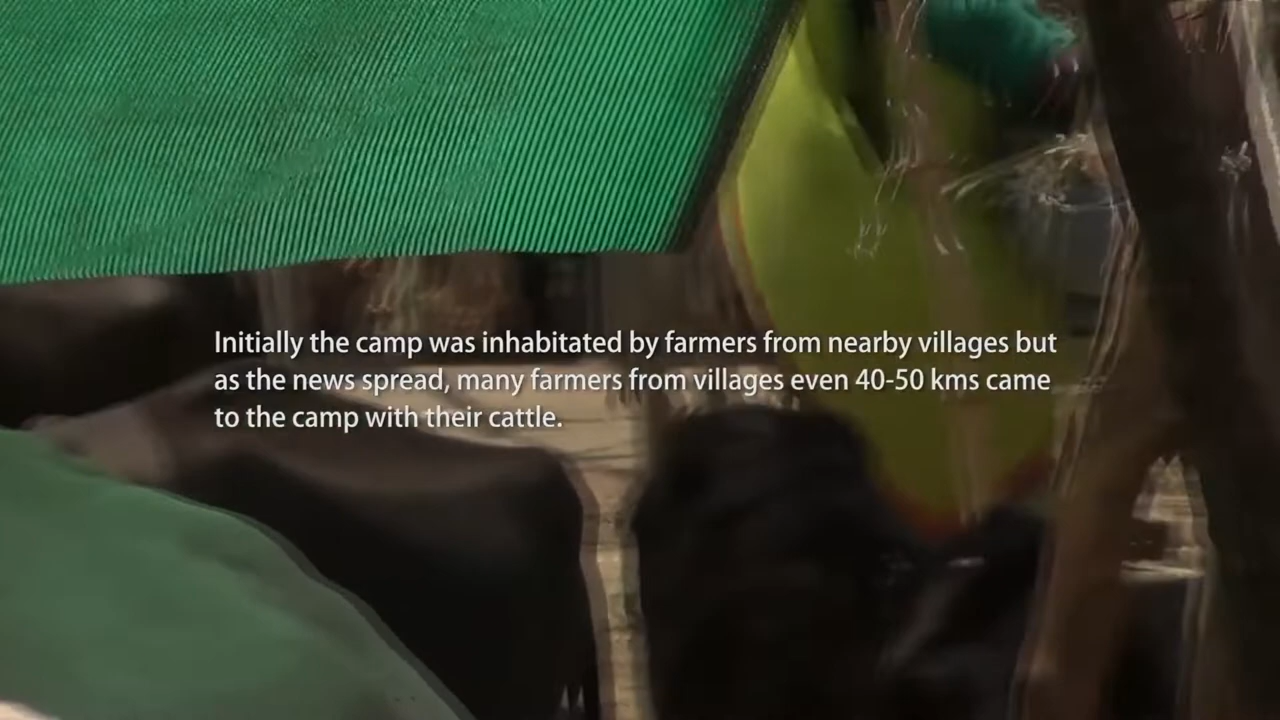 Initially the camp was inhabitated by farmers from nearby villages but
as the news spread, many farmers from villages even 40-50 kms came
to the camp with their cattle.